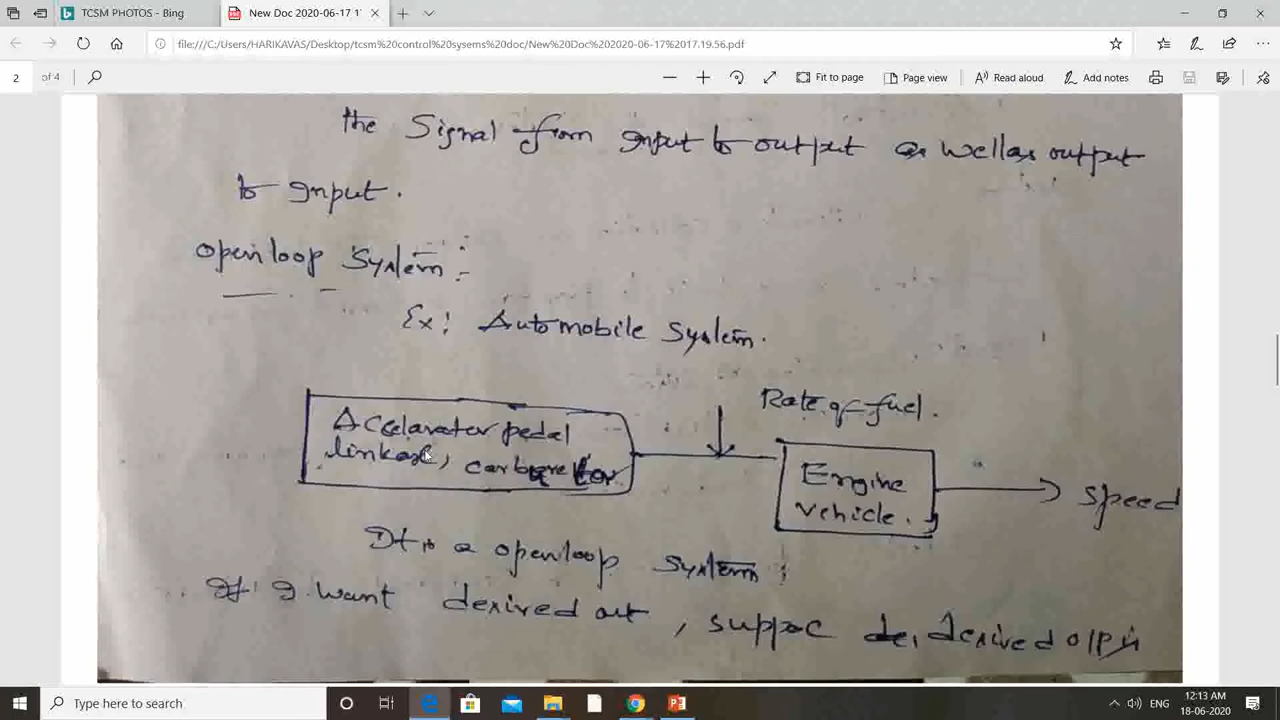 TCSM PHOTOS - Bing
New Doc 2020-06-17 1
file:///C:/Users/HARIKAVAS/Desktop/tcsm%20control%20sysems%20doc/New%20Doc%202020-06-17%2017.19.56.pdf
2 of 4
Fit to page
Page view
Read aloud
Add notes
the Signal from input to output as wellas output
to input.
openloop System:-
Ex: Automobile System.
Rate of fuel.
Accelarator pedal
linkage, carburetor
Engine
vehicle.
speed
It is a openloop system
If I want desired out, suppose de, desired o/p is
Type here to search
ENG
12:13 AM
18-06-2020